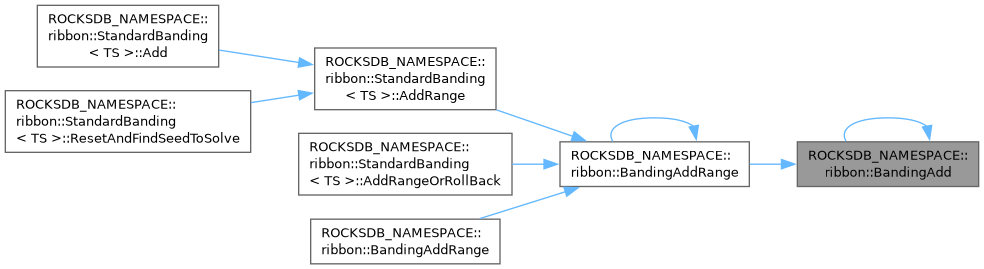 ROCKSDB_NAMESPACE::
ribbon::StandardBanding
< TS >::Add
ROCKSDB_NAMESPACE::
ribbon::StandardBanding
< TS >::ResetAndFindSeedToSolve
ROCKSDB_NAMESPACE::
ribbon::StandardBanding
< TS >::AddRange
ROCKSDB_NAMESPACE::
ribbon::StandardBanding
< TS >::AddRangeOrRollBack
ROCKSDB_NAMESPACE::
ribbon::BandingAddRange
ROCKSDB_NAMESPACE::
ribbon::BandingAddRange
ROCKSDB_NAMESPACE::
ribbon::BandingAdd